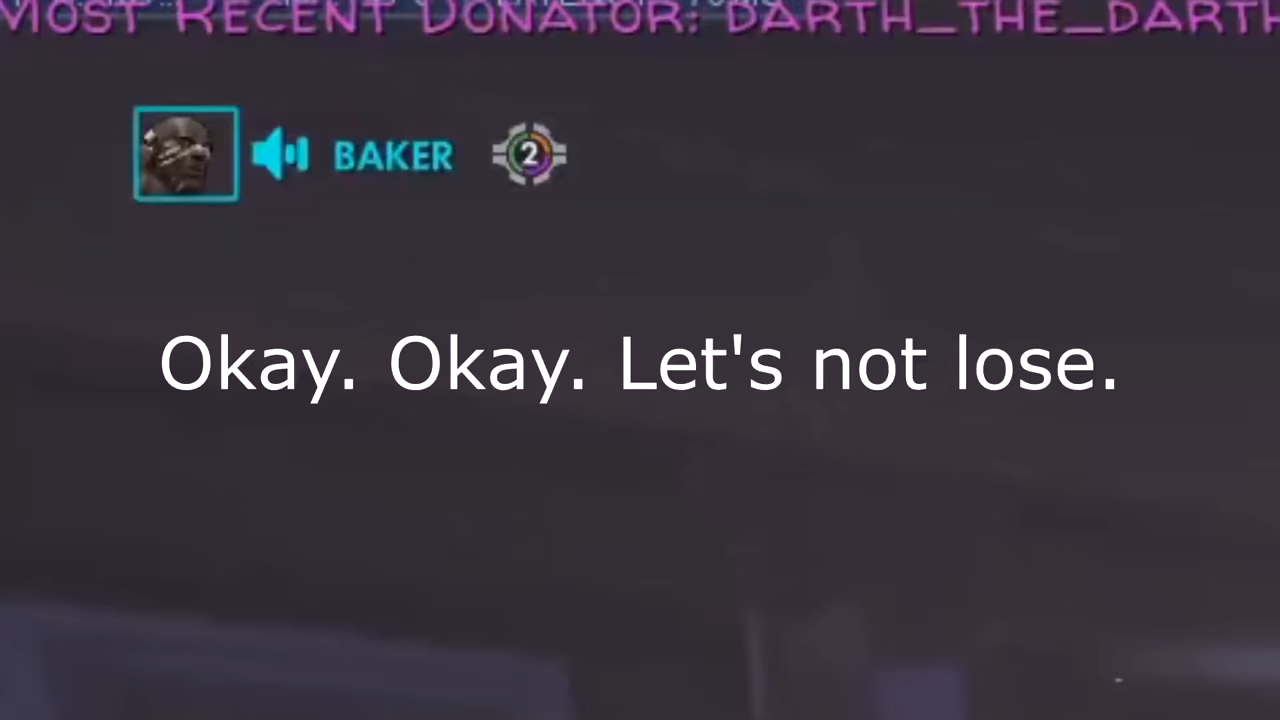 MOST RECENT DONATOR: DARTH_THE_DARTH
BAKER 2
Okay. Okay. Let's not lose.